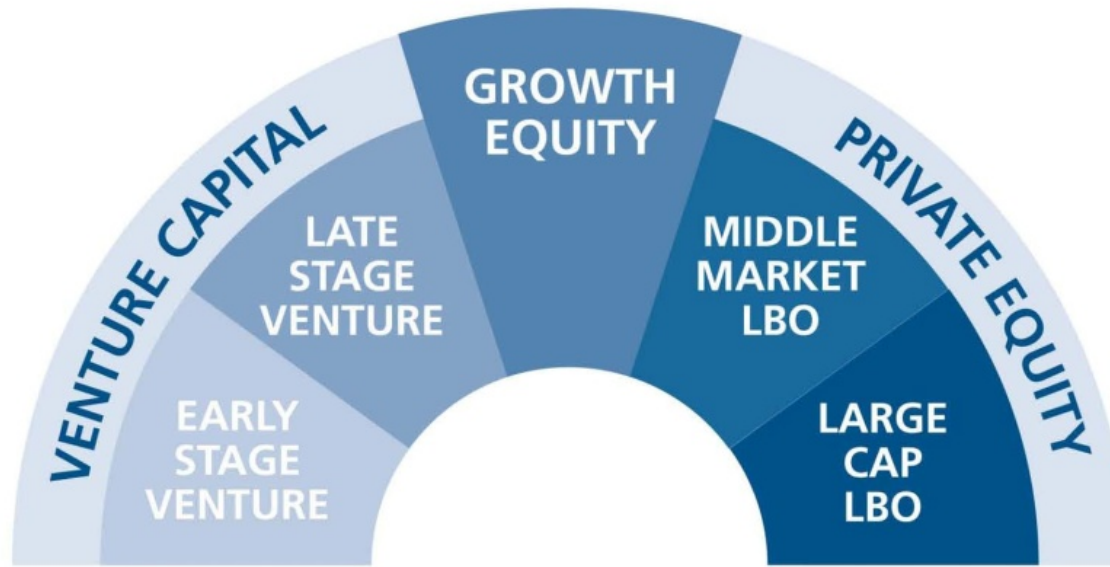 VENTURE CAPITAL
EARLY
STAGE
VENTURE
LATE
STAGE
VENTURE
GROWTH
EQUITY
MIDDLE
MARKET
LBO
LARGE
CAP
LBO
PRIVATE EQUITY